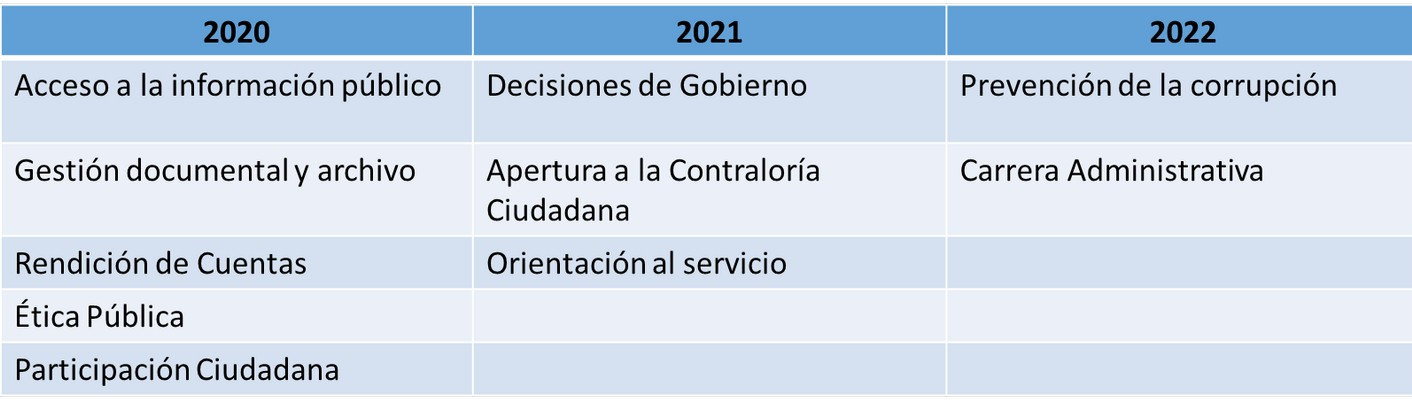 2020 2021 2022
Acceso a la información público Decisiones de Gobierno Prevención de la corrupción
Gestión documental y archivo Apertura a la Contraloría Carrera Administrativa
Ciudadana
Rendición de Cuentas Orientación al servicio
Ética Pública
Participación Ciudadana